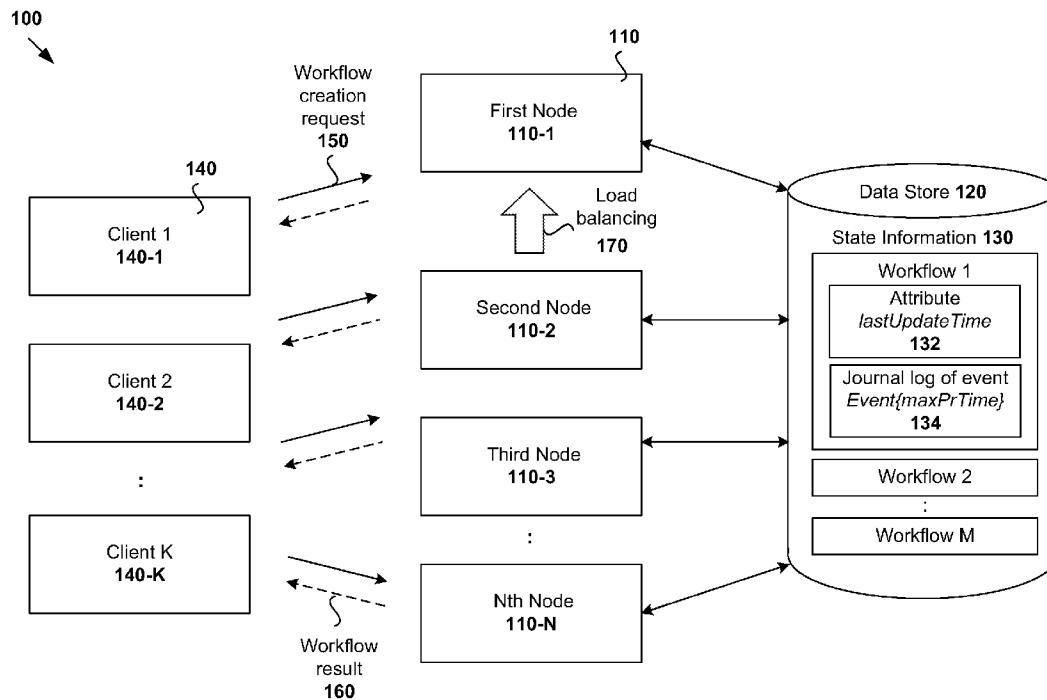 100
110
Workflow
creation
request
150
First Node
110-1
140
Load
balancing
170
Data Store 120
Client 1
140-1
State Information 130
Workflow 1
Attribute
lastUpdateTime
132
Second Node
110-2
Journal log of event
Event{maxPrTime}
134
Client 2
140-2
Third Node
110-3
Workflow 2
:
:
:
Client K
140-K
Workflow M
Nth Node
110-N
Workflow
result
160